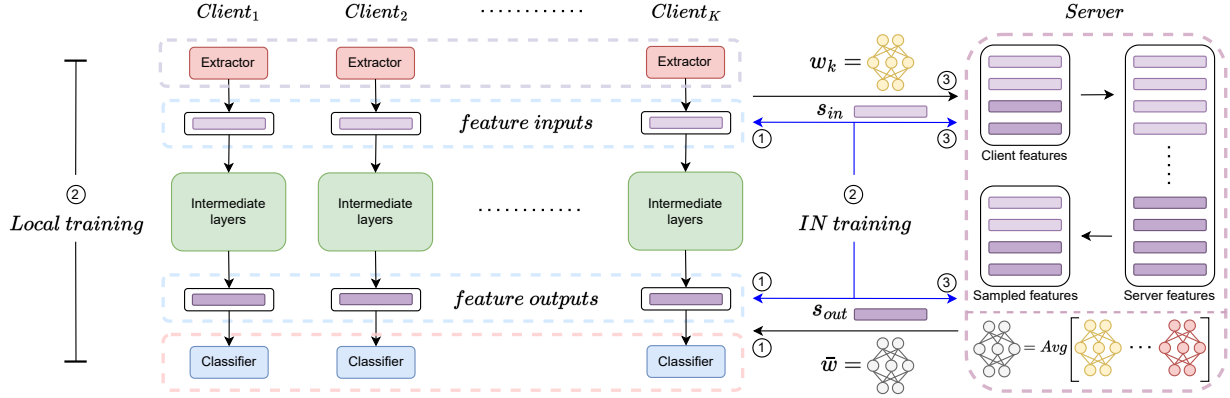 Client₁ Client₂ ············ Client_K Server
Extractor Extractor Extractor
w_k =
③
s_in
① ③
feature inputs
Client features
②
Local training
Intermediate layers Intermediate layers ············ Intermediate layers
②
IN training
① ③
feature outputs
s_out
①
Sampled features Server features
Classifier Classifier Classifier
w̄ =
= Avg [ ··· ]